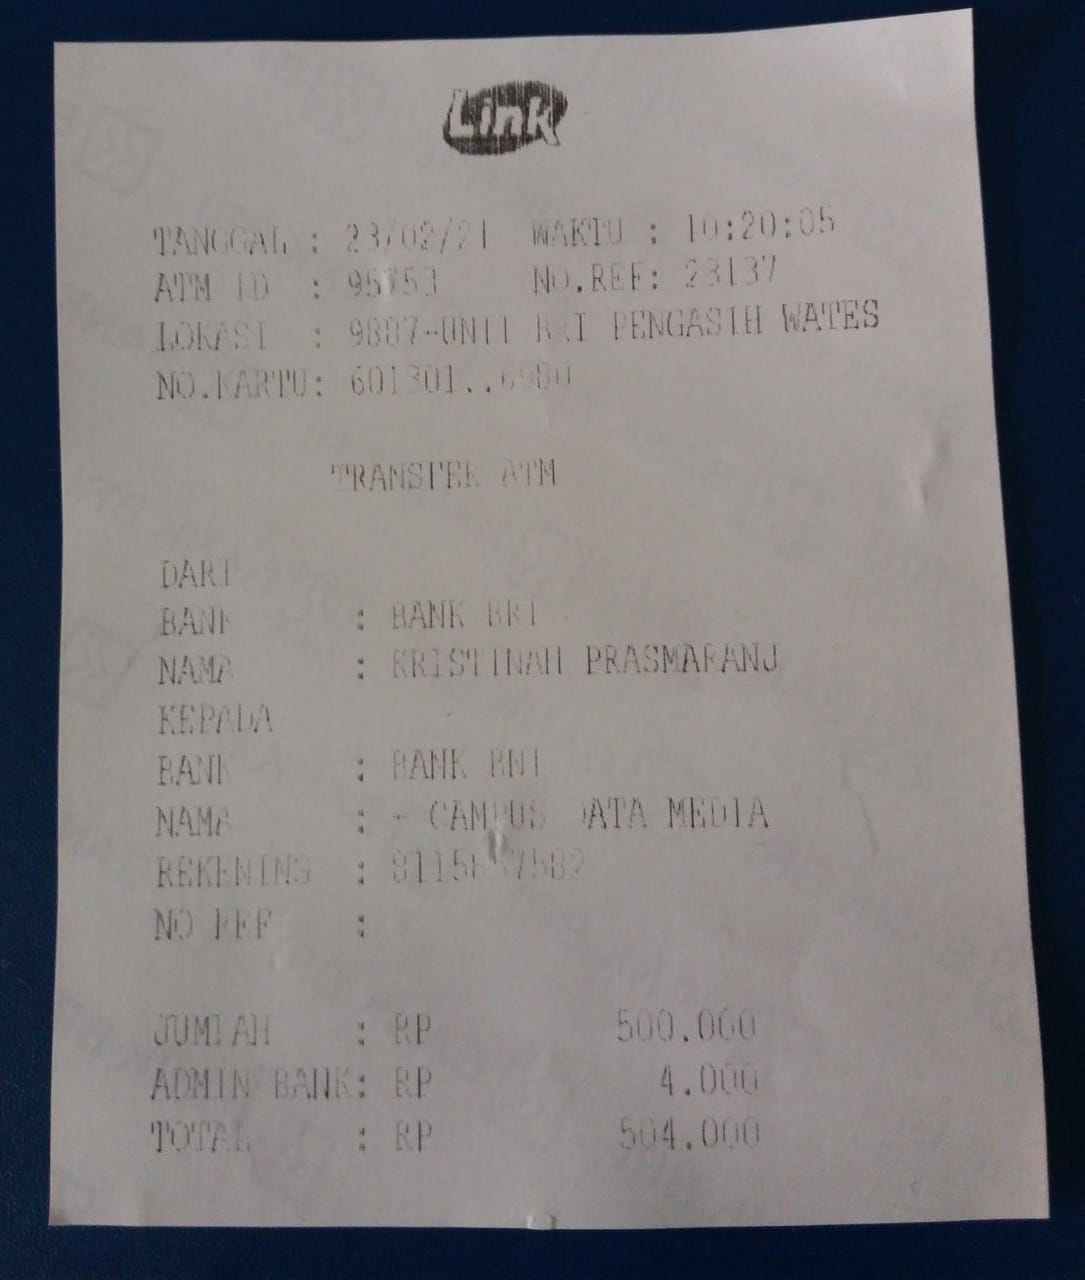 Link
TANGGAL : 23/02/21 WAKTU : 10:20:05
ATM ID : 95753 NO.REF: 23137
LOKASI : 9887-UNIT BRI PENGASIH WATES
NO.KARTU: 601301..6980
TRANSFER ATM
DARI
BANK : BANK BRI
NAMA : KRISTINAH PRASMARANJ
KEPADA
BANK : BANK BNI
NAMA : - CAMPUS DATA MEDIA
REKENING :
NO REF :
JUMLAH : RP 500.000
ADMIN BANK: RP 4.000
TOTAL : RP 504.000